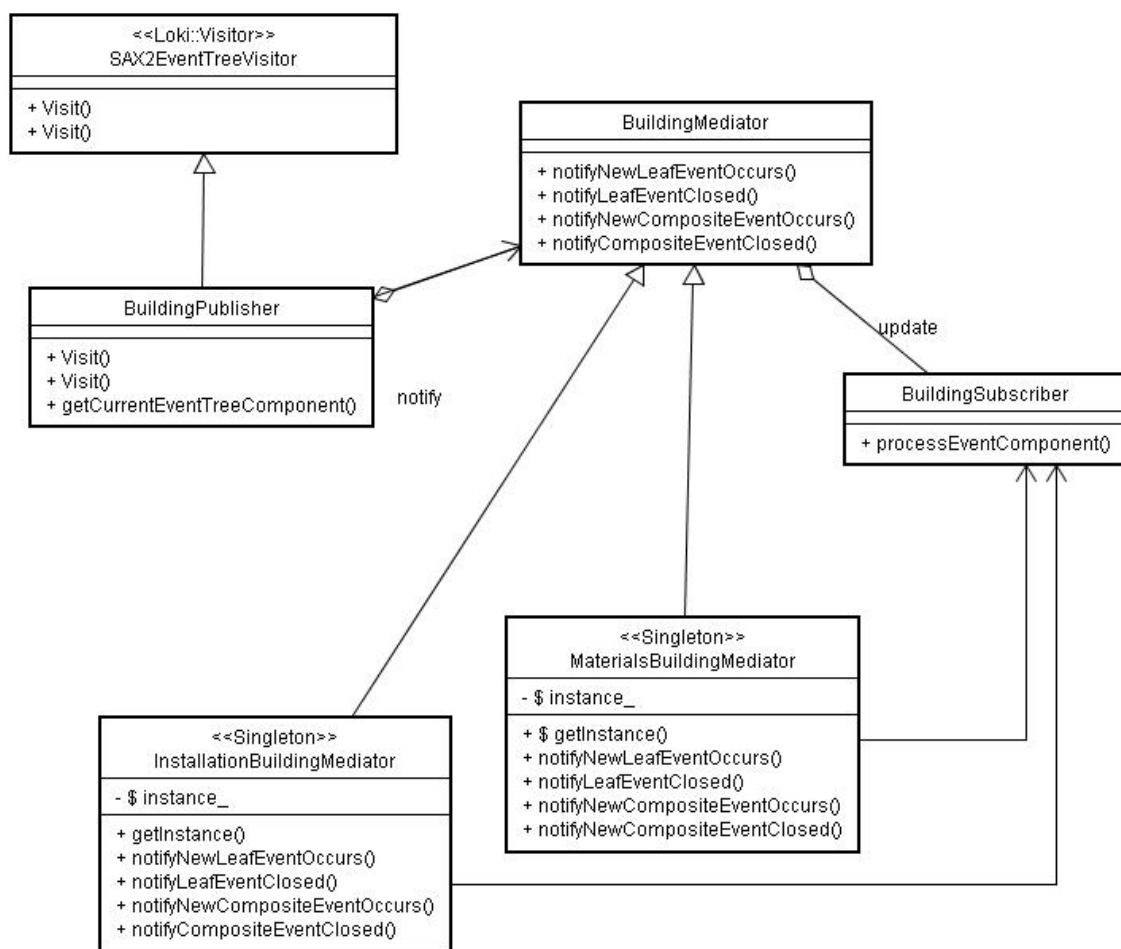 <<Loki::Visitor>>
SAX2EventTreeVisitor
+ Visit()
+ Visit()
BuildingMediator
+ notifyNewLeafEventOccurs()
+ notifyLeafEventClosed()
+ notifyNewCompositeEventOccurs()
+ notifyCompositeEventClosed()
BuildingPublisher
+ Visit()
+ Visit()
+ getCurrentEventTreeComponent()
notify
update
BuildingSubscriber
+ processEventComponent()
<<Singleton>>
MaterialsBuildingMediator
- $ instance_
+ $ getInstance()
+ notifyNewLeafEventOccurs()
+ notifyLeafEventClosed()
+ notifyNewCompositeEventOccurs()
+ notifyNewCompositeEventClosed()
<<Singleton>>
InstallationBuildingMediator
- $ instance_
+ getInstance()
+ notifyNewLeafEventOccurs()
+ notifyLeafEventClosed()
+ notifyNewCompositeEventOccurs()
+ notifyCompositeEventClosed()